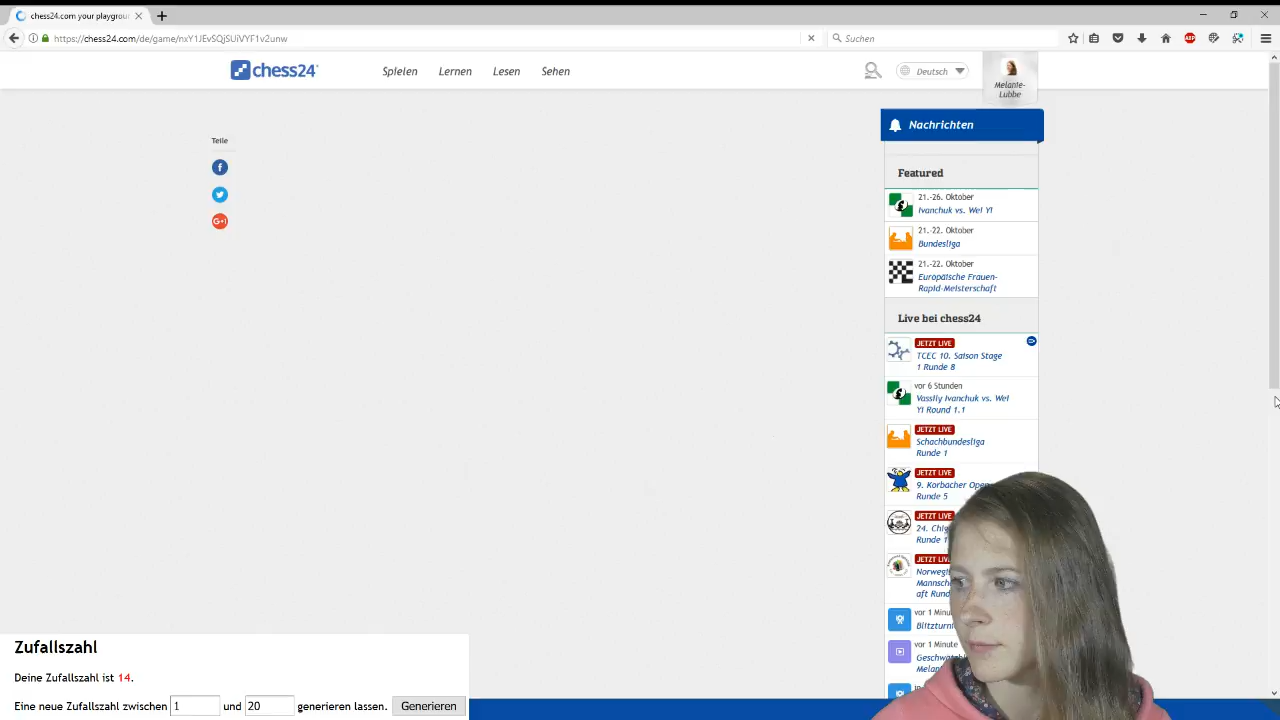 chess24.com your playgroun
https://chess24.com/de/game/nxY1JEvSQjSUiVYF1v2unw
Suchen
ABP
chess24
Spielen
Lernen
Lesen
Sehen
Deutsch
Melanie-
Lubbe
Nachrichten
Teile
Featured
21.-26. Oktober
Ivanchuk vs. Wei Yi
21.-22. Oktober
Bundesliga
21.-22. Oktober
Europäische Frauen-
Rapid-Meisterschaft
Live bei chess24
JETZT LIVE
TCEC 10. Saison Stage
1 Runde 8
vor 6 Stunden
Vassily Ivanchuk vs. Wei
Yi Round 1.1
JETZT LIVE
Schachbundesliga
Runde 1
JETZT LIVE
9. Korbacher Open
Runde 5
JETZT
Runde
JETZT
Runde
vor 1 Minute
vor 1 Minute
Zufallszahl
Deine Zufallszahl ist 14.
Eine neue Zufallszahl zwischen 1 und 20 generieren lassen. Generieren